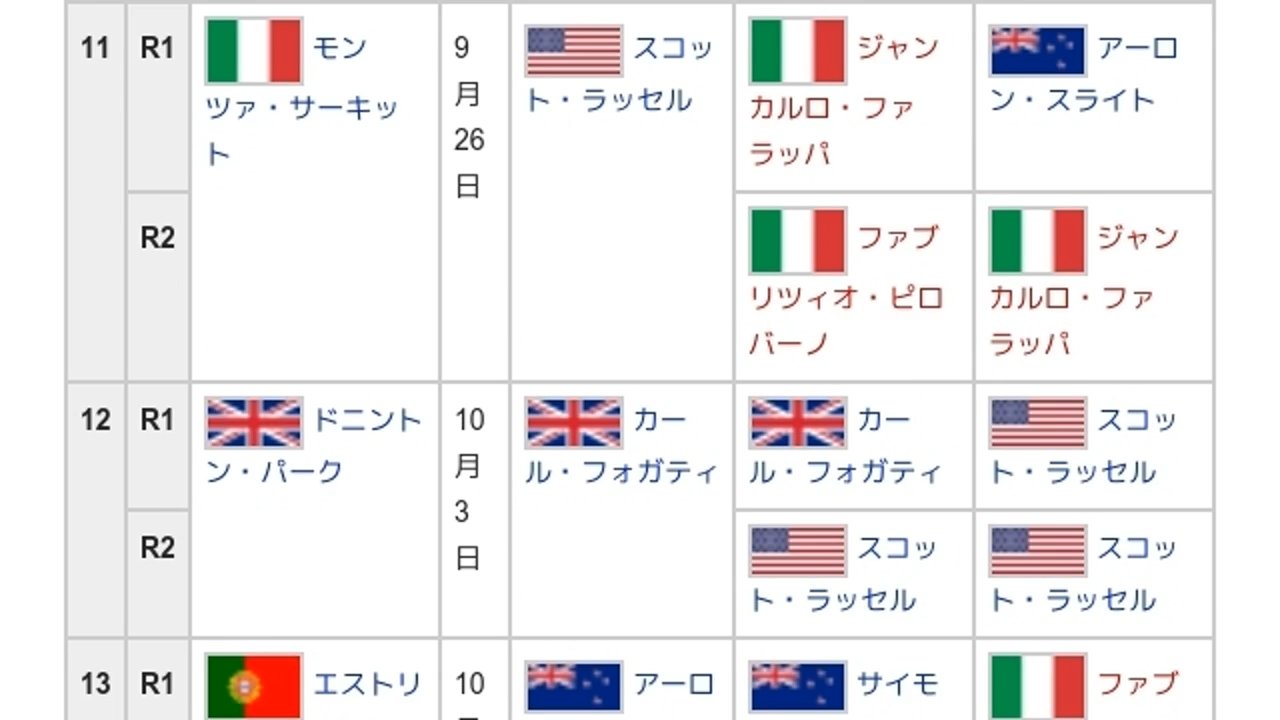 11
R1
モン
ツァ・サーキッ
ト
9
月
26
日
スコッ
ト・ラッセル
ジャン
カルロ・ファ
ラッパ
アーロ
ン・スライト
R2
ファブ
リツィオ・ピロ
バーノ
ジャン
カルロ・ファ
ラッパ
12
R1
ドニント
ン・パーク
10
月
3
日
カー
ル・フォガティ
カー
ル・フォガティ
スコッ
ト・ラッセル
R2
スコッ
ト・ラッセル
スコッ
ト・ラッセル
13
R1
エストリ
10
アーロ
サイモ
ファブ